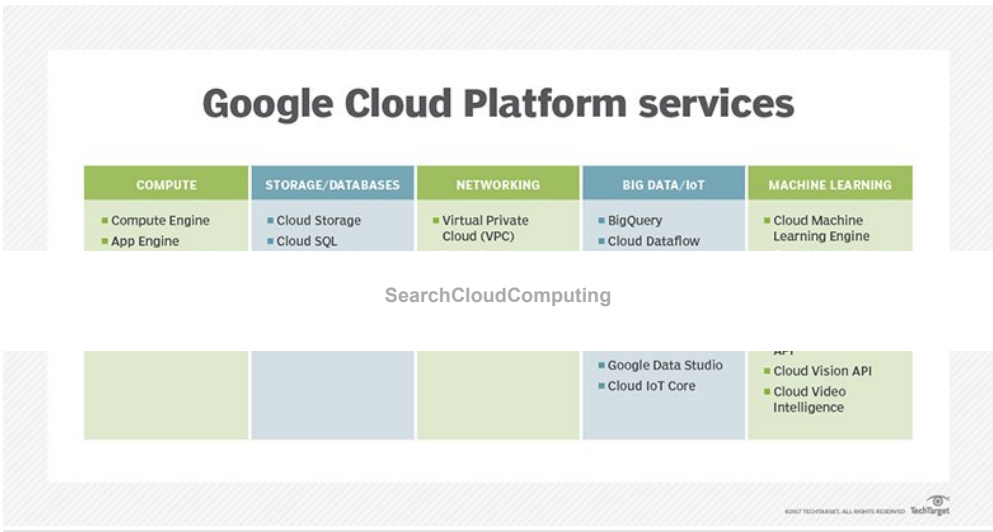 Google Cloud Platform services
COMPUTE
Compute Engine
App Engine
STORAGE/DATABASES
Cloud Storage
Cloud SQL
NETWORKING
Virtual Private
Cloud (VPC)
BIG DATA/IoT
BigQuery
Cloud Dataflow
Google Data Studio
Cloud IoT Core
MACHINE LEARNING
Cloud Machine
Learning Engine
API
Cloud Vision API
Cloud Video
Intelligence
SearchCloudComputing
©2017 TECHTARGET. ALL RIGHTS RESERVED
TechTarget